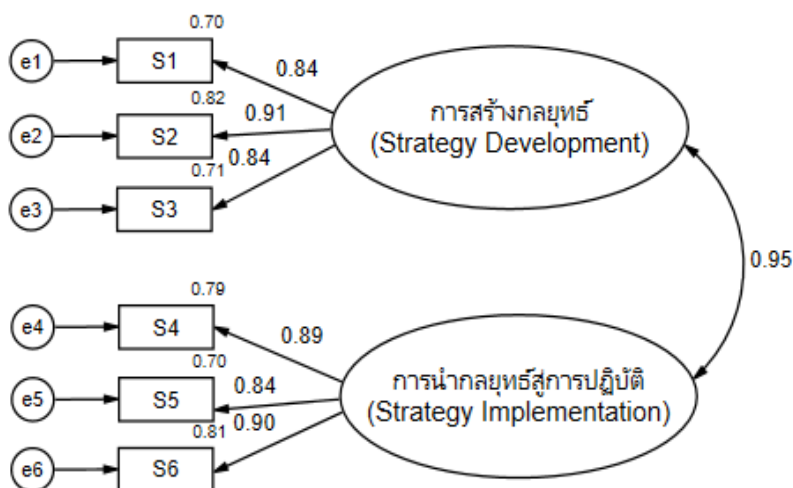 0.70
e1 S1 0.84
0.82
e2 S2 0.91
0.71 0.84
e3 S3
การสร้างกลยุทธ์
(Strategy Development)
0.95
0.79
e4 S4 0.89
0.70
e5 S5 0.84
0.81 0.90
e6 S6
การนำกลยุทธ์สู่การปฏิบัติ
(Strategy Implementation)